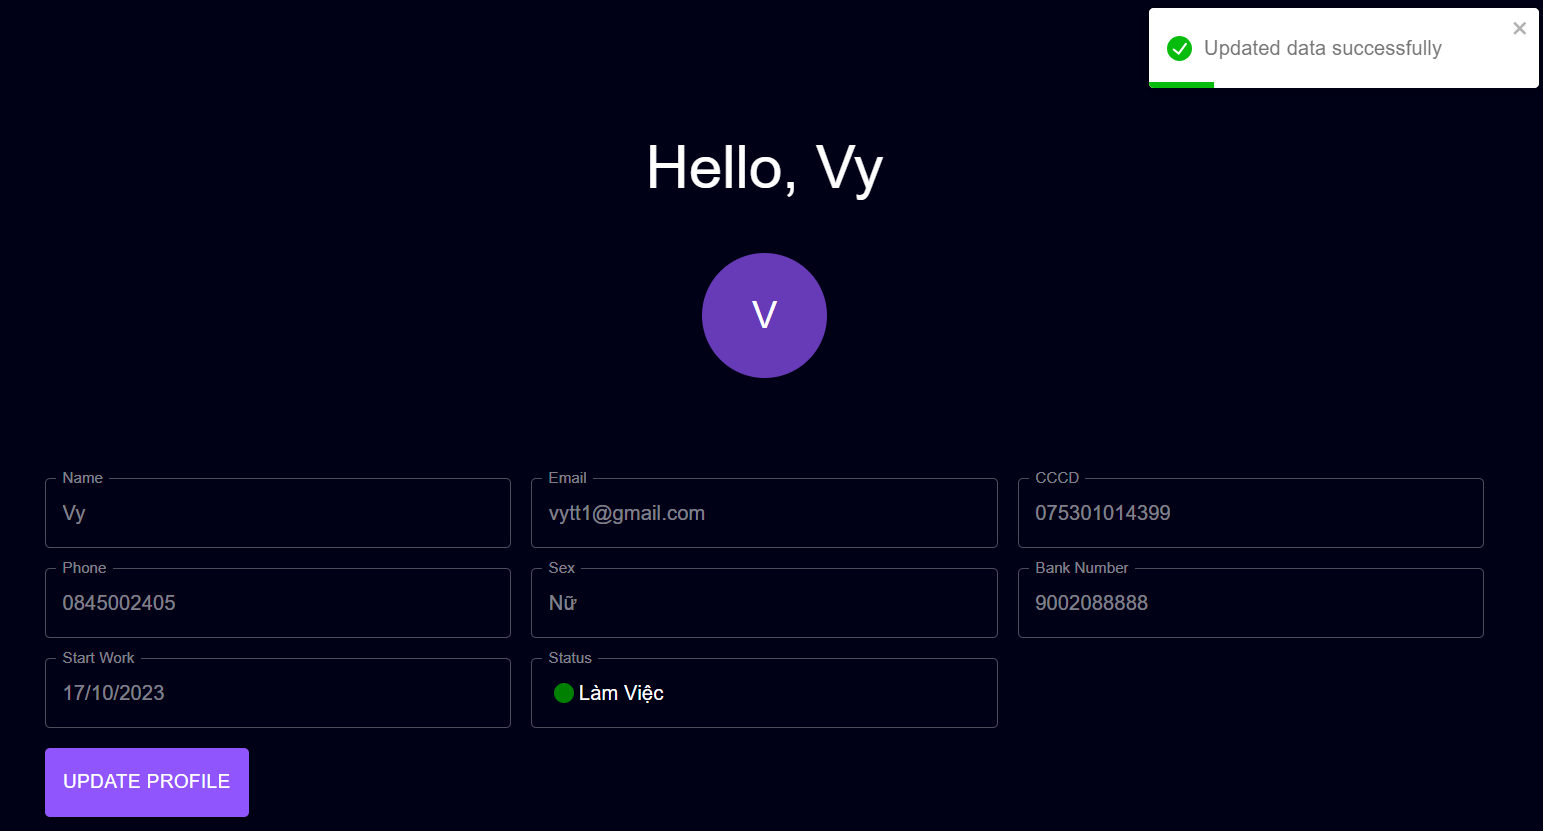 Updated data successfully
Hello, Vy
V
Name
Vy
Email
vytt1@gmail.com
CCCD
075301014399
Phone
0845002405
Sex
Nữ
Bank Number
9002088888
Start Work
17/10/2023
Status
Làm Việc
UPDATE PROFILE